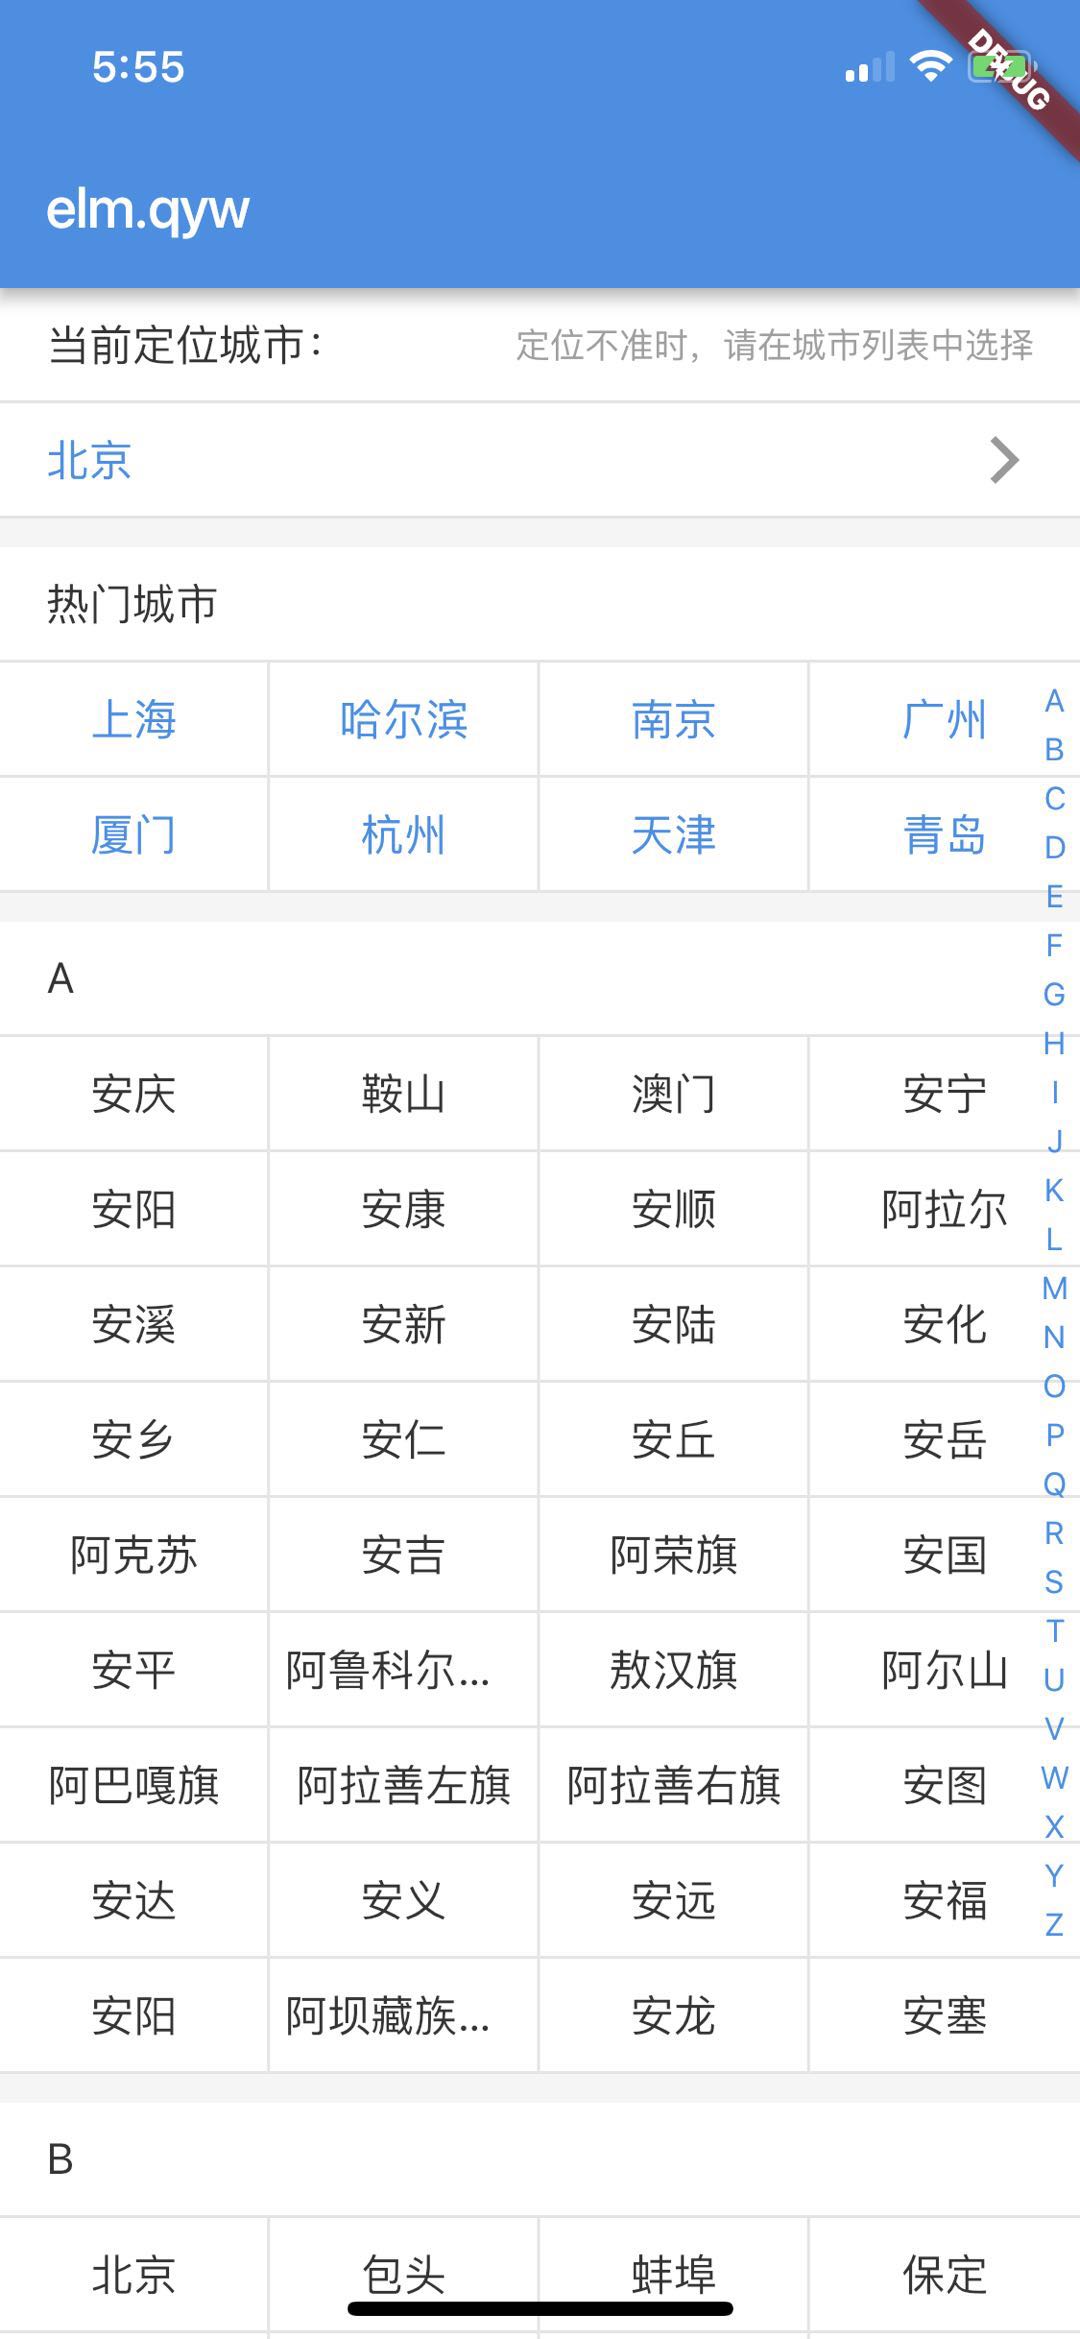 5:55
DEBUG
elm.qyw
当前定位城市： 定位不准时，请在城市列表中选择
北京
热门城市
上海 哈尔滨 南京 广州
厦门 杭州 天津 青岛
A
安庆 鞍山 澳门 安宁
安阳 安康 安顺 阿拉尔
安溪 安新 安陆 安化
安乡 安仁 安丘 安岳
阿克苏 安吉 阿荣旗 安国
安平 阿鲁科尔... 敖汉旗 阿尔山
阿巴嘎旗 阿拉善左旗 阿拉善右旗 安图
安达 安义 安远 安福
安阳 阿坝藏族... 安龙 安塞
B
北京 包头 蚌埠 保定
A
B
C
D
E
F
G
H
I
J
K
L
M
N
O
P
Q
R
S
T
U
V
W
X
Y
Z